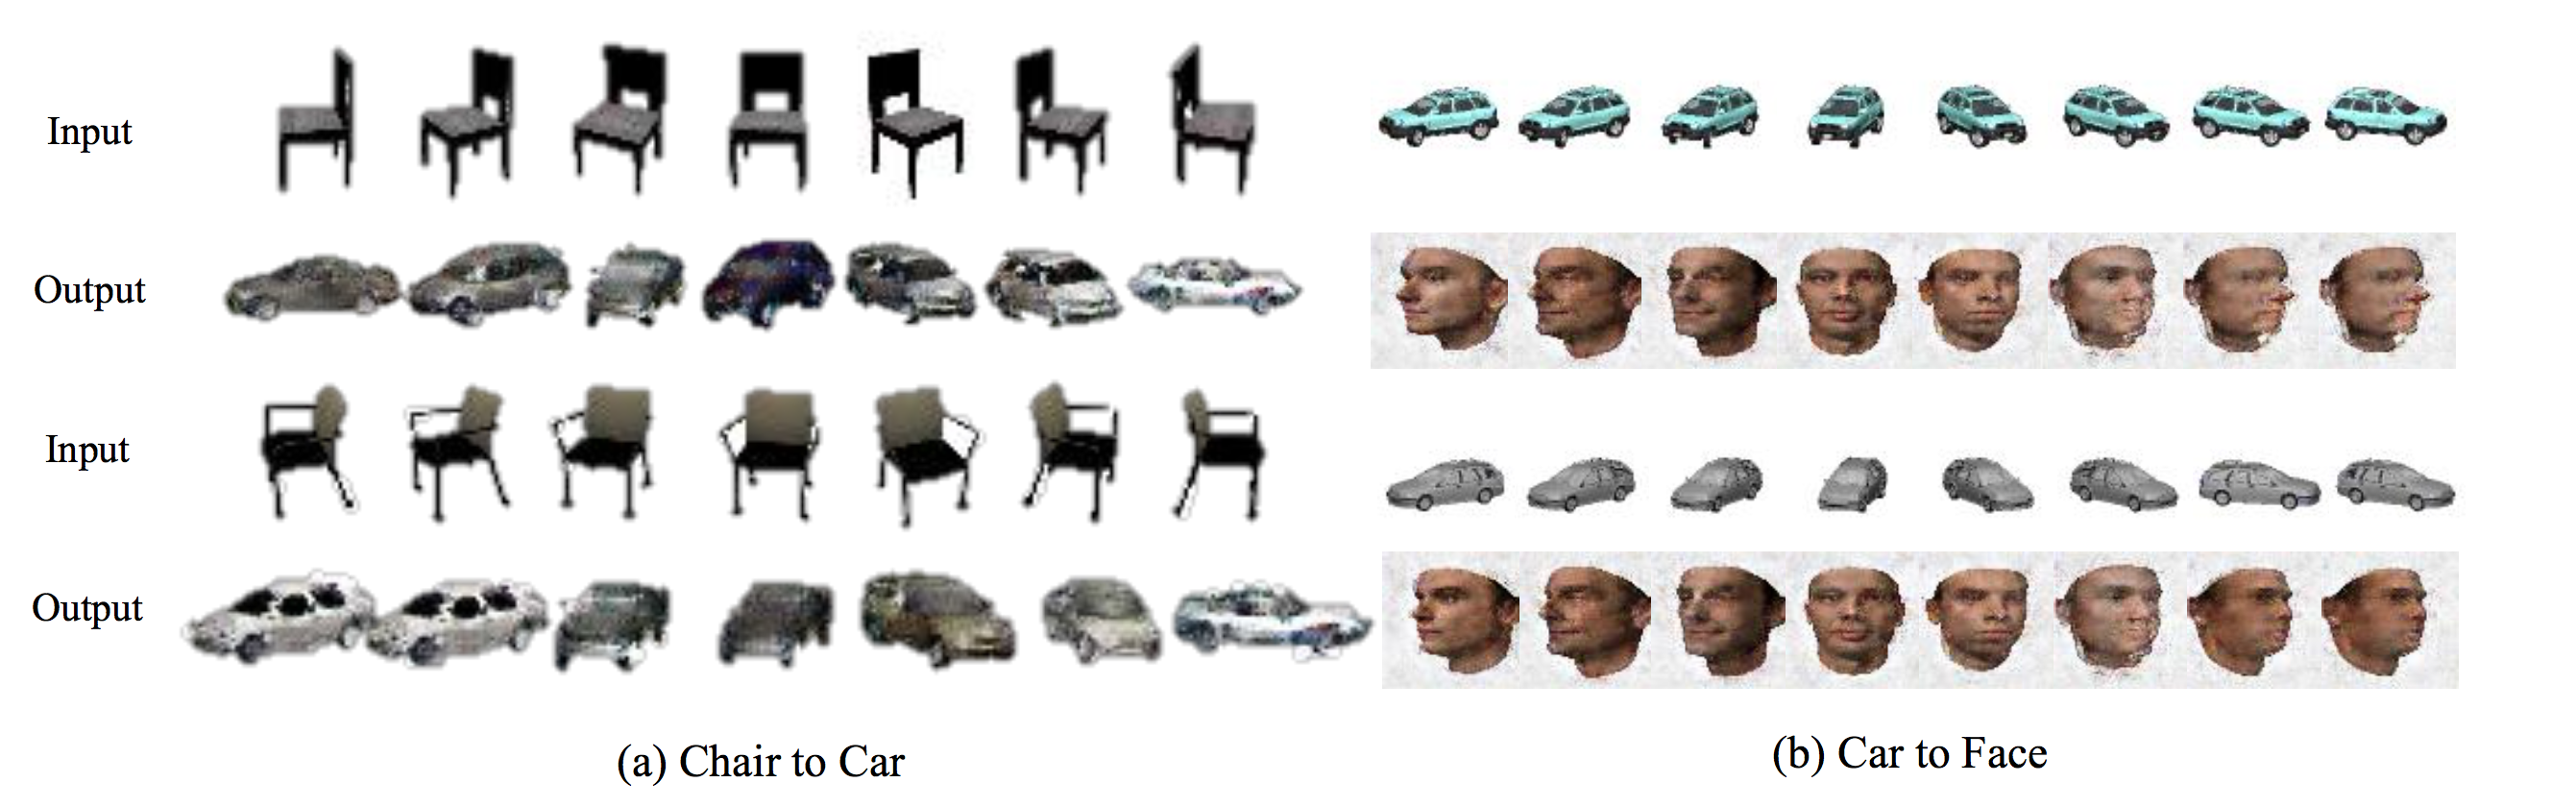 Input
Output
Input
Output
(a) Chair to Car
(b) Car to Face